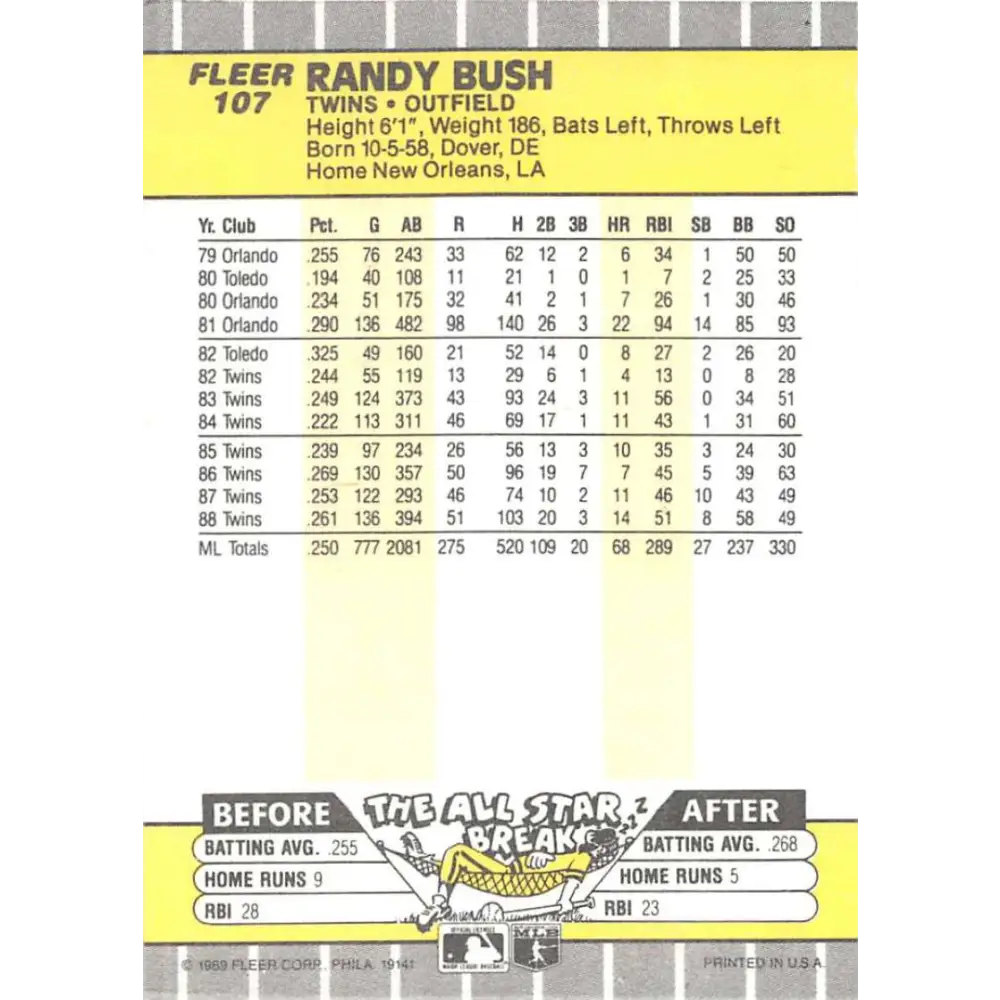 FLEER RANDY BUSH
107 TWINS • OUTFIELD
Height 6'1", Weight 186, Bats Left, Throws Left
Born 10-5-58, Dover, DE
Home New Orleans, LA
Yr. Club Pct. G AB R H 2B 3B HR RBI SB BB SO
79 Orlando .255 76 243 33 62 12 2 6 34 1 50 50
80 Toledo .194 40 108 11 21 1 0 1 7 2 25 33
80 Orlando .234 51 175 32 41 2 1 7 26 1 30 46
81 Orlando .290 136 482 98 140 26 3 22 94 14 85 93
82 Toledo .325 49 160 21 52 14 0 8 27 2 26 20
82 Twins .244 55 119 13 29 6 1 4 13 0 8 28
83 Twins .249 124 373 43 93 24 3 11 56 0 34 51
84 Twins .222 113 311 46 69 17 1 11 43 1 31 60
85 Twins .239 97 234 26 56 13 3 10 35 3 24 30
86 Twins .269 130 357 50 96 19 7 7 45 5 39 63
87 Twins .253 122 293 46 74 10 2 11 46 10 43 49
88 Twins .261 136 394 51 103 20 3 14 51 8 58 49
ML Totals .250 777 2081 275 520 109 20 68 289 27 237 330
BEFORE THE ALL STAR BREAK ZZZZ AFTER
BATTING AVG. .255 BATTING AVG. .268
HOME RUNS 9 HOME RUNS 5
RBI 28 RBI 23
MLB
MAJOR LEAGUE BASEBALL
© 1989 FLEER CORP. PHILA. 19141 PRINTED IN U.S.A.